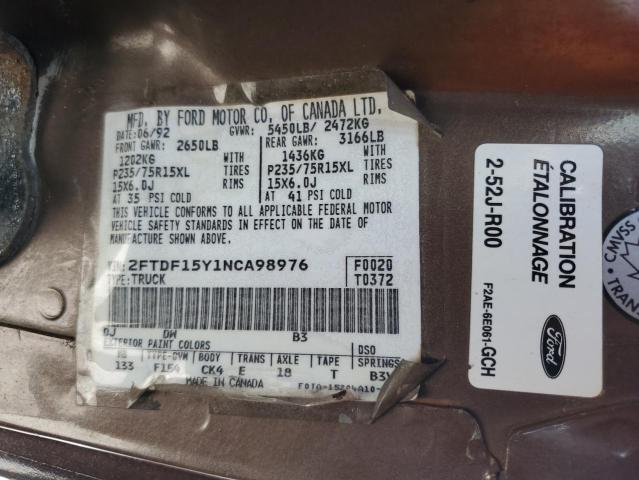 MFD. BY FORD MOTOR CO. OF CANADA LTD.
DATE: 06/92 GVWR: 5450LB/ 2472KG
FRONT GAWR: 2650LB REAR GAWR: 3166LB
1202KG WITH 1436KG WITH
P235/75R15XL TIRES P235/75R15XL TIRES
15X6.0J RIMS 15X6.0J RIMS
AT 35 PSI COLD AT 41 PSI COLD
THIS VEHICLE CONFORMS TO ALL APPLICABLE FEDERAL MOTOR
VEHICLE SAFETY STANDARDS IN EFFECT ON THE DATE OF
2FTDF15Y1NCA98976 F0020
TYPE: TRUCK T0372
DJ DW B3
EXTERIOR PAINT COLORS DSO
WB TYPE-GVW BODY TRANS AXLE TAPE SPRINGS
133 F154 CK4 E 18 T B3
MADE IN CANADA
CALIBRATION
ÉTALONNAGE
2-52J-R00
F2AE-6E061-GCH
Ford
CMVSS